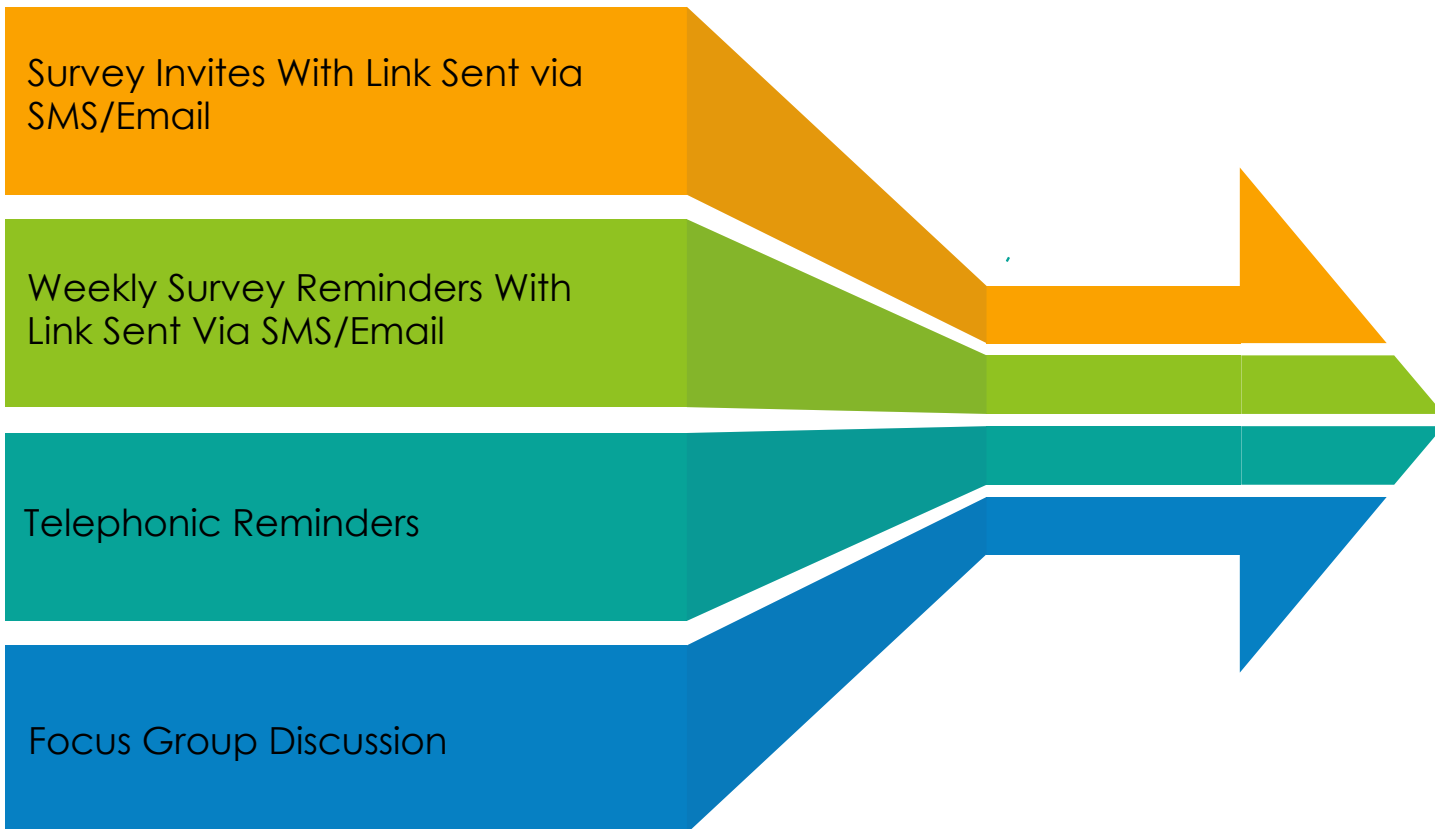 Survey Invites With Link Sent via
SMS/Email
Weekly Survey Reminders With
Link Sent Via SMS/Email
Telephonic Reminders
Focus Group Discussion